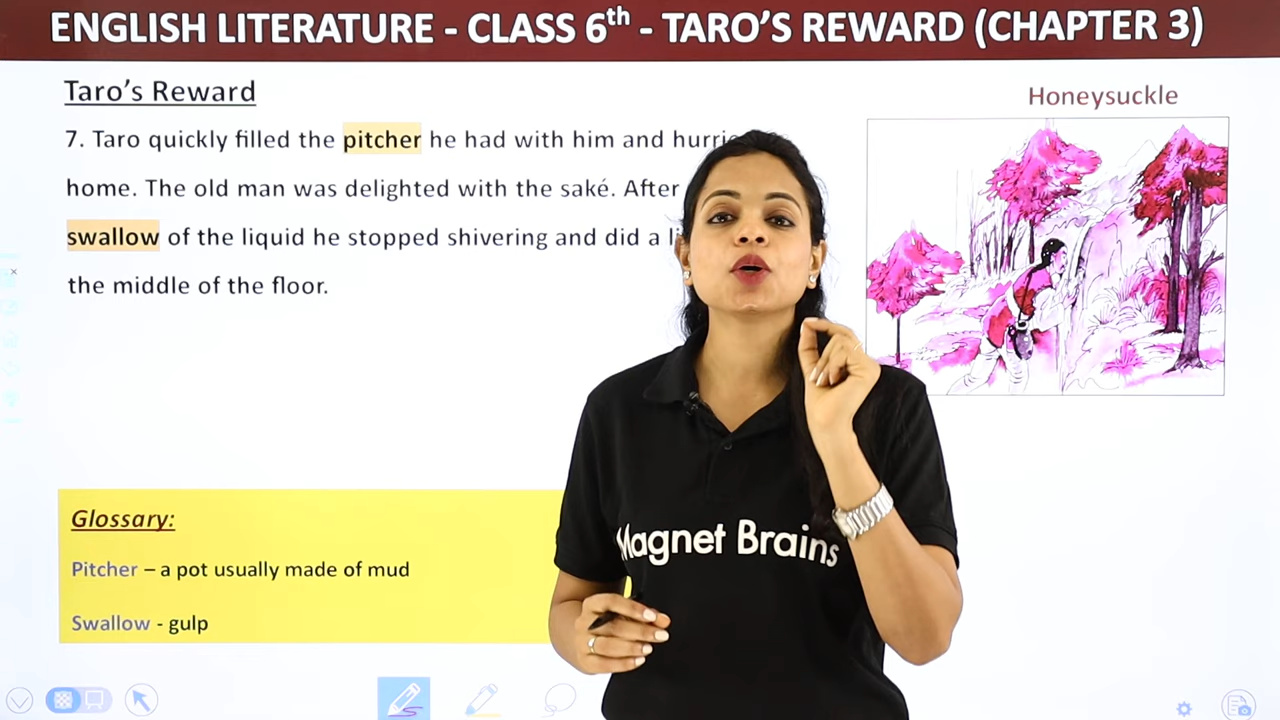 ENGLISH LITERATURE - CLASS 6th - TARO'S REWARD (CHAPTER 3)
Taro's Reward
Honeysuckle
7. Taro quickly filled the pitcher he had with him and
home. The old man was delighted with the saké. After
swallow of the liquid he stopped shivering and did a
the middle of the floor.
Glossary:
Pitcher – a pot usually made of mud
Swallow - gulp
Magnet Brains